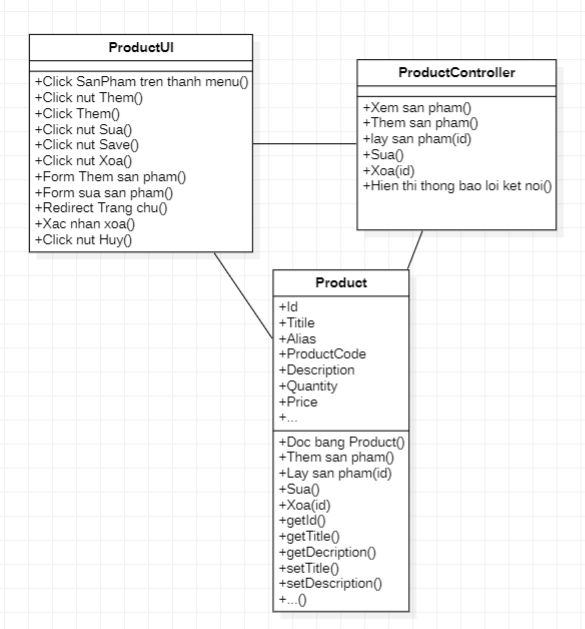 ProductUI
+Click SanPham tren thanh menu()
+Click nut Them()
+Click Them()
+Click nut Sua()
+Click nut Save()
+Click nut Xoa()
+Form Them san pham()
+Form sua san pham()
+Redirect Trang chu()
+Xac nhan xoa()
+Click nut Huy()
ProductController
+Xem san pham()
+Them san pham()
+lay san pham(id)
+Sua()
+Xoa(id)
+Hien thi thong bao loi ket noi()
Product
+Id
+Titile
+Alias
+ProductCode
+Description
+Quantity
+Price
+...
+Doc bang Product()
+Them san pham()
+Lay san pham(id)
+Sua()
+Xoa(id)
+getId()
+getTitle()
+getDecription()
+setTitle()
+setDescription()
+...()